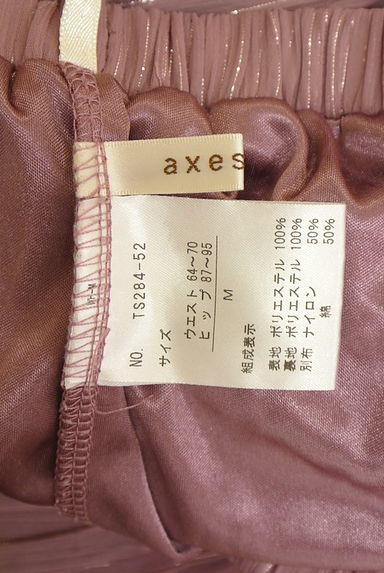 axes
NO. TS284-52
サイズ
ウエスト 64~70
ヒップ 87~95
M
組成表示
表地 ポリエステル 100%
裏地 ポリエステル 100%
別布 ナイロン 50%
綿 50%